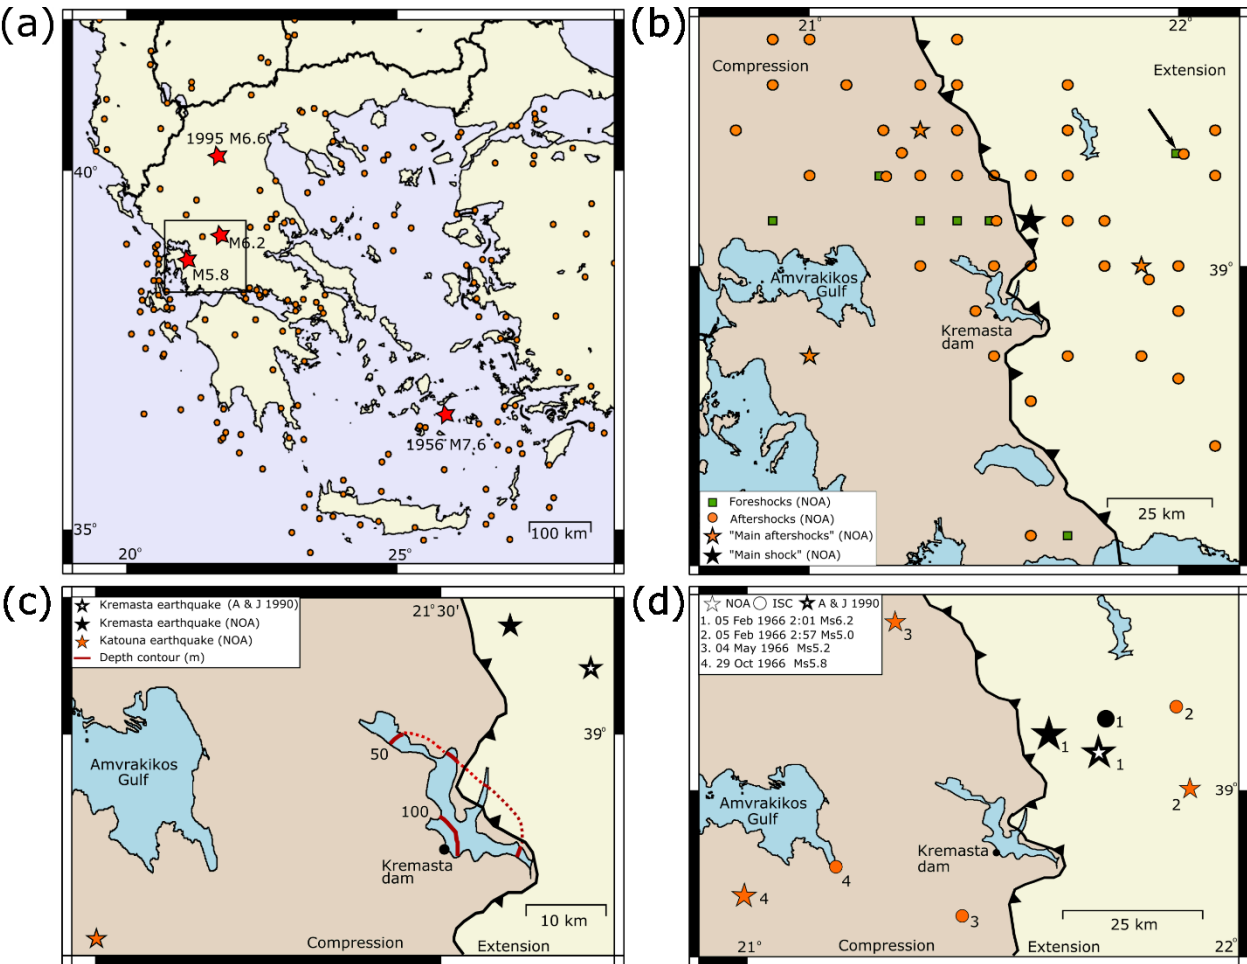 (a)
1995 M6.6
40°
M6.2
M5.8
1956 M7.6
35°
20°
25°
100 km
(b)
21°
22°
Compression
Extension
39°
Amvrakikos
Gulf
Kremasta
dam
Foreshocks (NOA)
Aftershocks (NOA)
"Main aftershocks" (NOA)
"Main shock" (NOA)
25 km
(c)
Kremasta earthquake (A & J 1990)
Kremasta earthquake (NOA)
Katouna earthquake (NOA)
Depth contour (m)
21°30'
39°
50
Amvrakikos
Gulf
100
Kremasta
dam
10 km
Compression
Extension
(d)
NOA ISC A & J 1990
1. 05 Feb 1966 2:01 Ms6.2
2. 05 Feb 1966 2:57 Ms5.0
3. 04 May 1966 Ms5.2
4. 29 Oct 1966 Ms5.8
3
2
1
1
1
39°
2
Amvrakikos
Gulf
Kremasta
dam
4
4
3
25 km
21°
Compression
Extension
22°